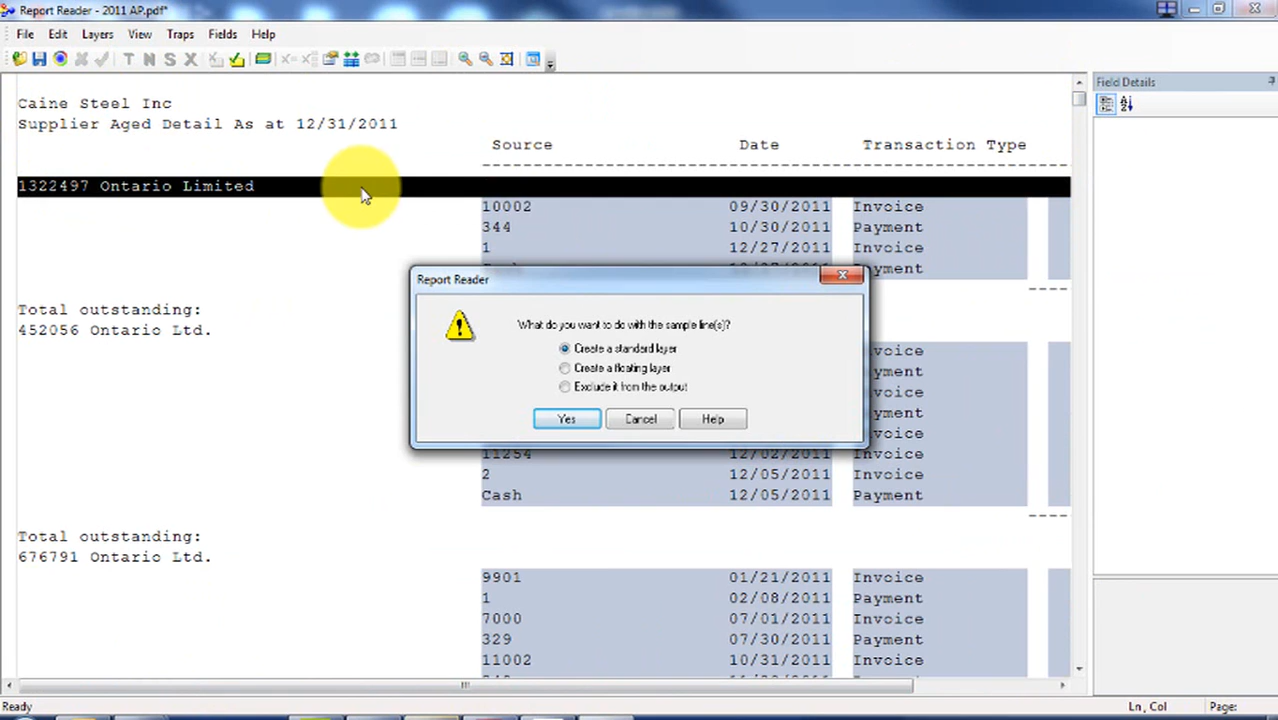 Report Reader - 2011 AP.pdf*
File Edit Layers View Traps Fields Help
T N S X
Field Details
Caine Steel Inc
Supplier Aged Detail As at 12/31/2011
Source Date Transaction Type
1322497 Ontario Limited
10002 09/30/2011 Invoice
344 10/30/2011 Payment
1 12/27/2011 Invoice
Report Reader
What do you want to do with the sample line(s)?
Create a standard layer
Create a floating layer
Exclude it from the output
Yes Cancel Help
Total outstanding:
452056 Ontario Ltd.
11254 12/02/2011 Invoice
2 12/05/2011 Invoice
Cash 12/05/2011 Payment
Total outstanding:
676791 Ontario Ltd.
9901 01/21/2011 Invoice
1 02/08/2011 Payment
7000 07/01/2011 Invoice
329 07/30/2011 Payment
11002 10/31/2011 Invoice
Ready Ln, Col Page: